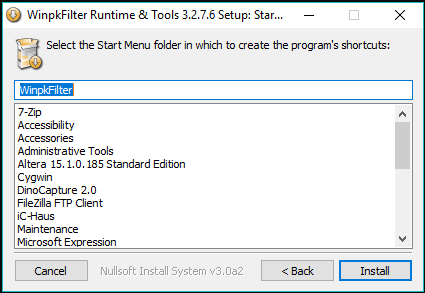 WinpkFilter Runtime & Tools 3.2.7.6 Setup: Star...
Select the Start Menu folder in which to create the program's shortcuts:
WinpkFilter
7-Zip
Accessibility
Accessories
Administrative Tools
Altera 15.1.0.185 Standard Edition
Cygwin
DinoCapture 2.0
FileZilla FTP Client
iC-Haus
Maintenance
Microsoft Expression
Cancel Nullsoft Install System v3.0a2 < Back Install